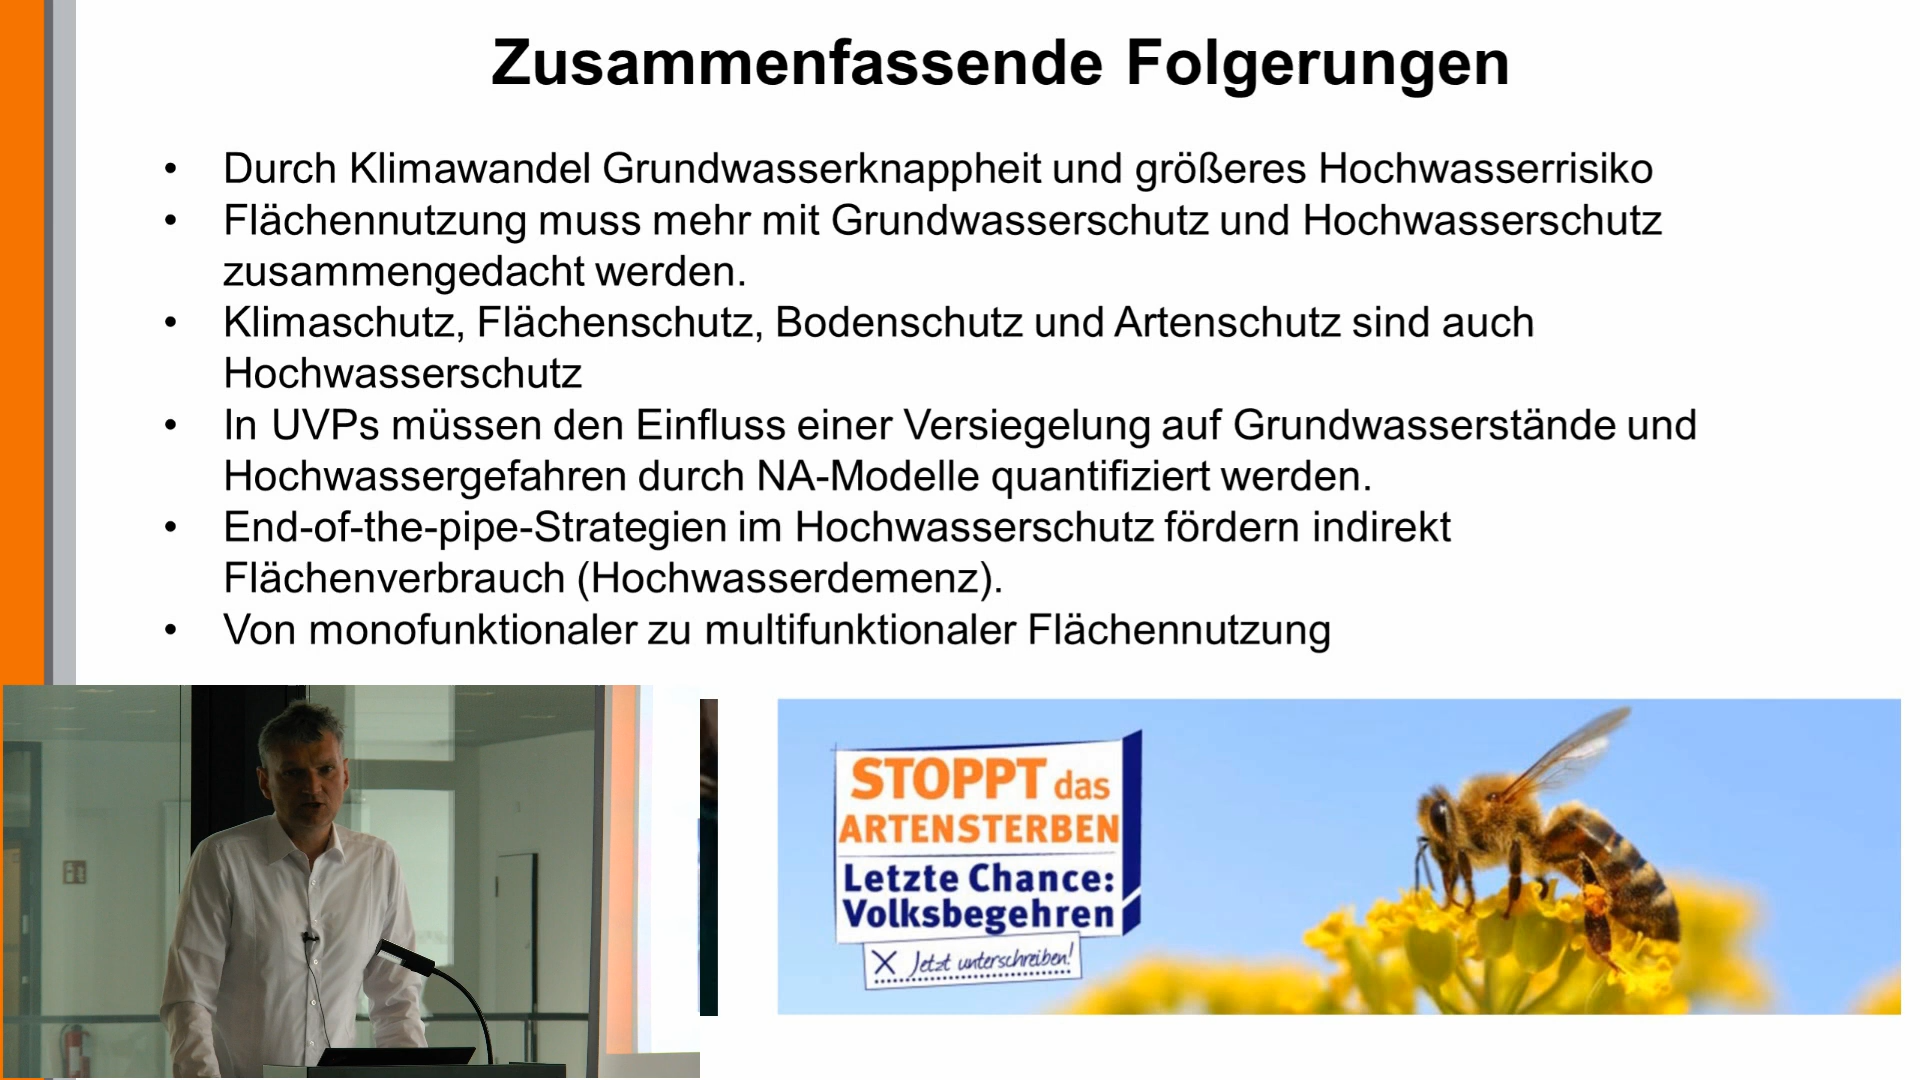 Zusammenfassende Folgerungen
• Durch Klimawandel Grundwasserknappheit und größeres Hochwasserrisiko
• Flächennutzung muss mehr mit Grundwasserschutz und Hochwasserschutz
zusammengedacht werden.
• Klimaschutz, Flächenschutz, Bodenschutz und Artenschutz sind auch
Hochwasserschutz
• In UVPs müssen den Einfluss einer Versiegelung auf Grundwasserstände und
Hochwassergefahren durch NA-Modelle quantifiziert werden.
• End-of-the-pipe-Strategien im Hochwasserschutz fördern indirekt
Flächenverbrauch (Hochwasserdemenz).
• Von monofunktionaler zu multifunktionaler Flächennutzung
STOPPT das
ARTENSTERBEN
Letzte Chance:
Volksbegehren
Jetzt unterschreiben!